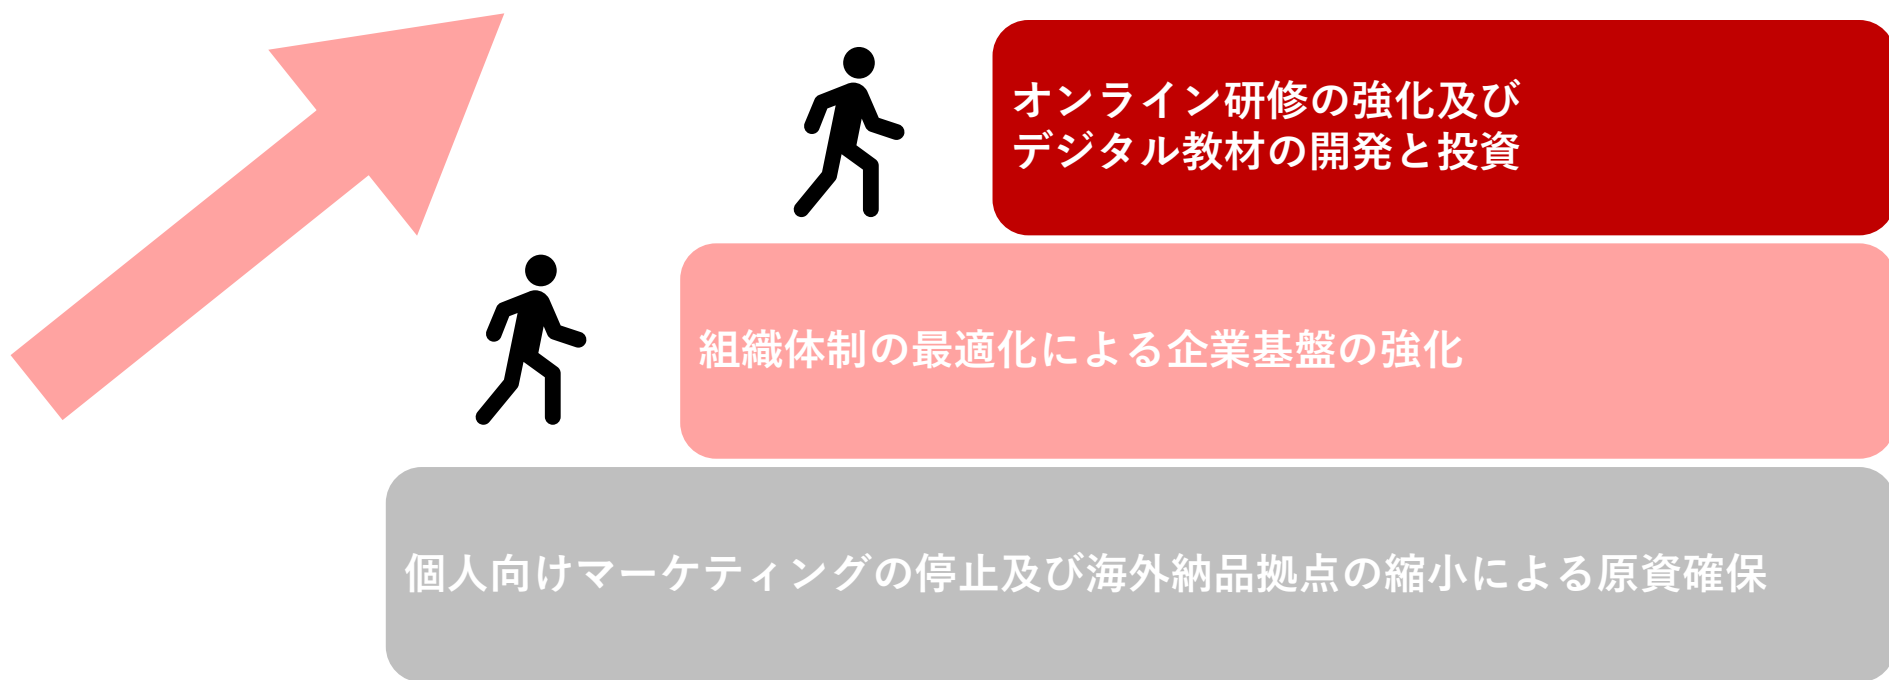 オンライン研修の強化及び
デジタル教材の開発と投資
組織体制の最適化による企業基盤の強化
個人向けマーケティングの停止及び海外納品拠点の縮小による原資確保